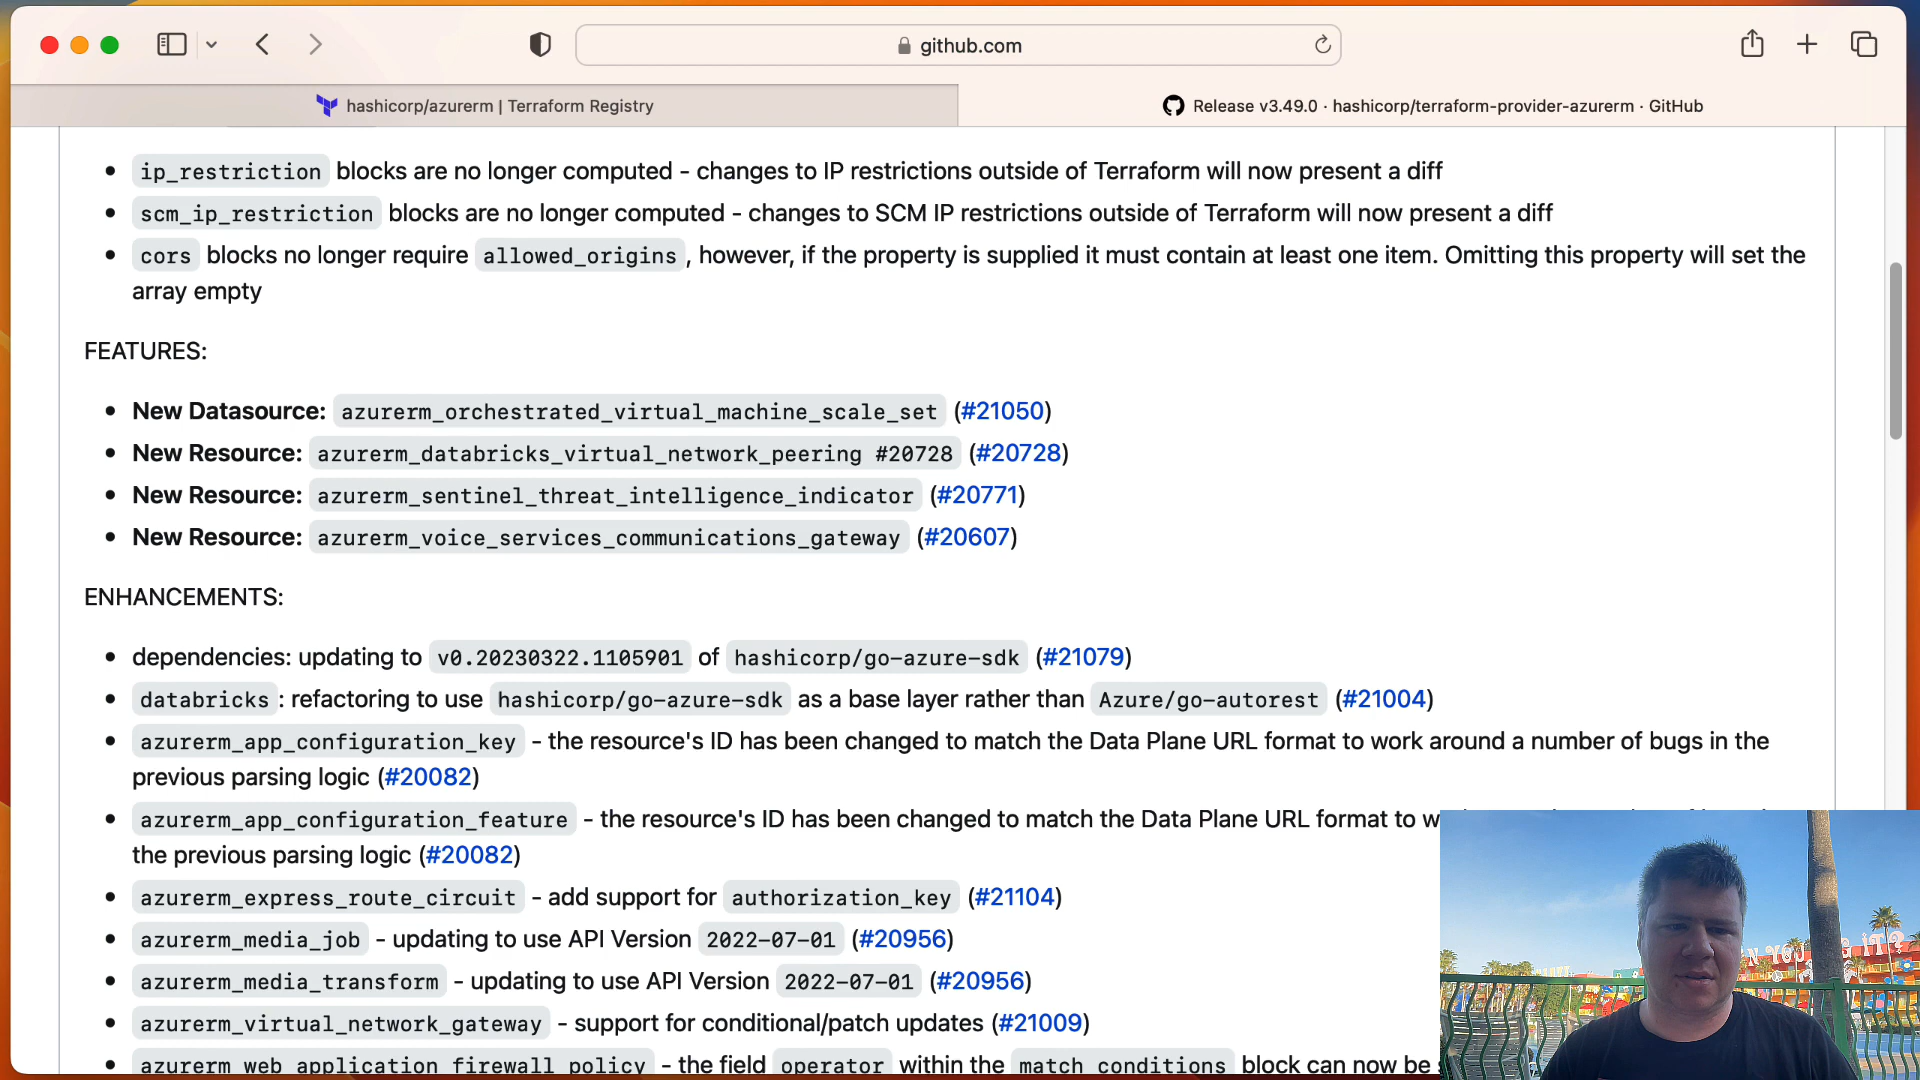 github.com
hashicorp/azurerm | Terraform Registry
Release v3.49.0 · hashicorp/terraform-provider-azurerm · GitHub
ip_restriction blocks are no longer computed - changes to IP restrictions outside of Terraform will now present a diff
scm_ip_restriction blocks are no longer computed - changes to SCM IP restrictions outside of Terraform will now present a diff
cors blocks no longer require allowed_origins, however, if the property is supplied it must contain at least one item. Omitting this property will set the
array empty
FEATURES:
New Datasource: azurerm_orchestrated_virtual_machine_scale_set (#21050)
New Resource: azurerm_databricks_virtual_network_peering #20728 (#20728)
New Resource: azurerm_sentinel_threat_intelligence_indicator (#20771)
New Resource: azurerm_voice_services_communications_gateway (#20607)
ENHANCEMENTS:
dependencies: updating to v0.20230322.1105901 of hashicorp/go-azure-sdk (#21079)
databricks: refactoring to use hashicorp/go-azure-sdk as a base layer rather than Azure/go-autorest (#21004)
azurerm_app_configuration_key - the resource's ID has been changed to match the Data Plane URL format to work around a number of bugs in the
previous parsing logic (#20082)
azurerm_app_configuration_feature - the resource's ID has been changed to match the Data Plane URL format to w
the previous parsing logic (#20082)
azurerm_express_route_circuit - add support for authorization_key (#21104)
azurerm_media_job - updating to use API Version 2022-07-01 (#20956)
azurerm_media_transform - updating to use API Version 2022-07-01 (#20956)
azurerm_virtual_network_gateway - support for conditional/patch updates (#21009)
azurerm_web_application_firewall_policy - the field operator within the match_conditions block can now be